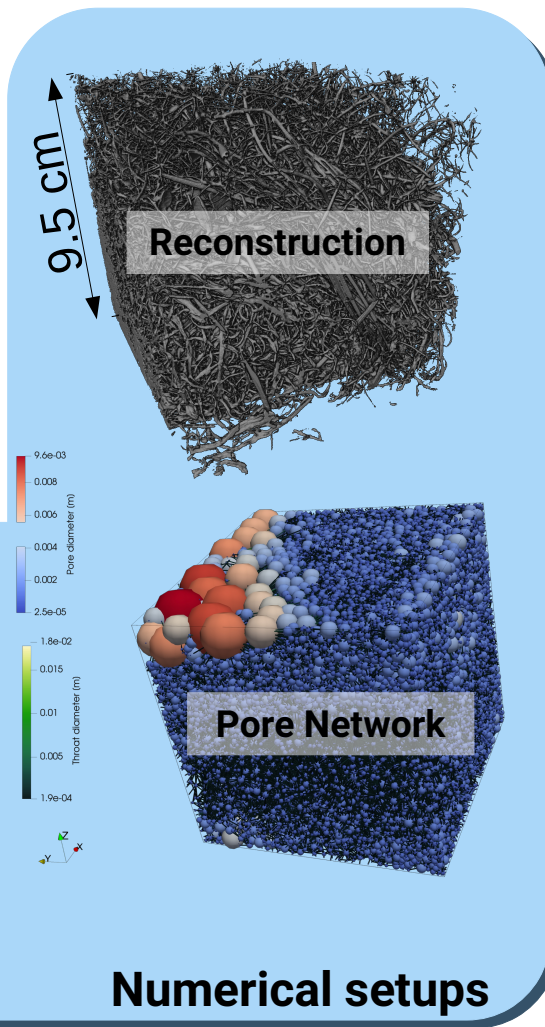 9.5 cm
Reconstruction
9.6e-03
0.008
0.006
0.004
0.002
2.5e-05
Pore diameter (m)
1.8e-02
0.015
0.01
0.005
1.9e-04
Throat diameter (m)
Pore Network
Z
X
Y
Numerical setups